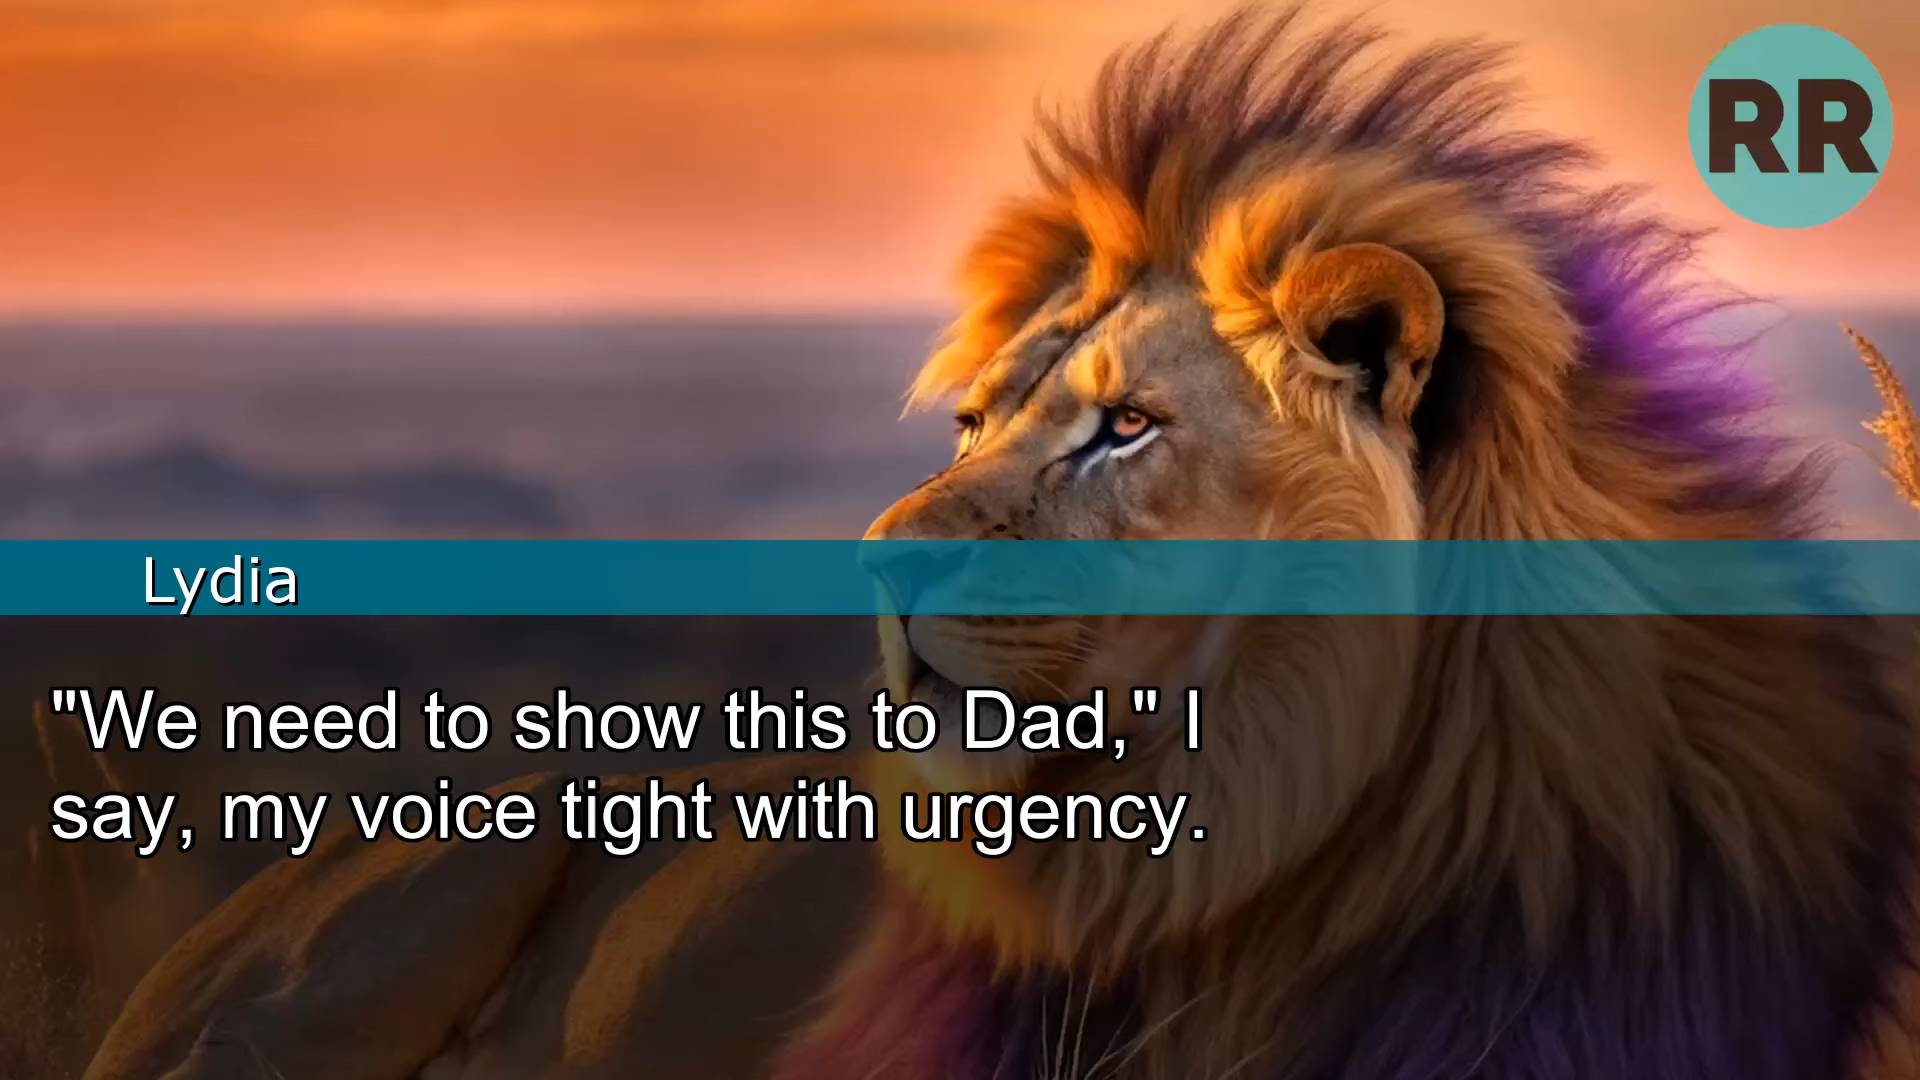 RR
Lydia
"We need to show this to Dad," I
say, my voice tight with urgency.